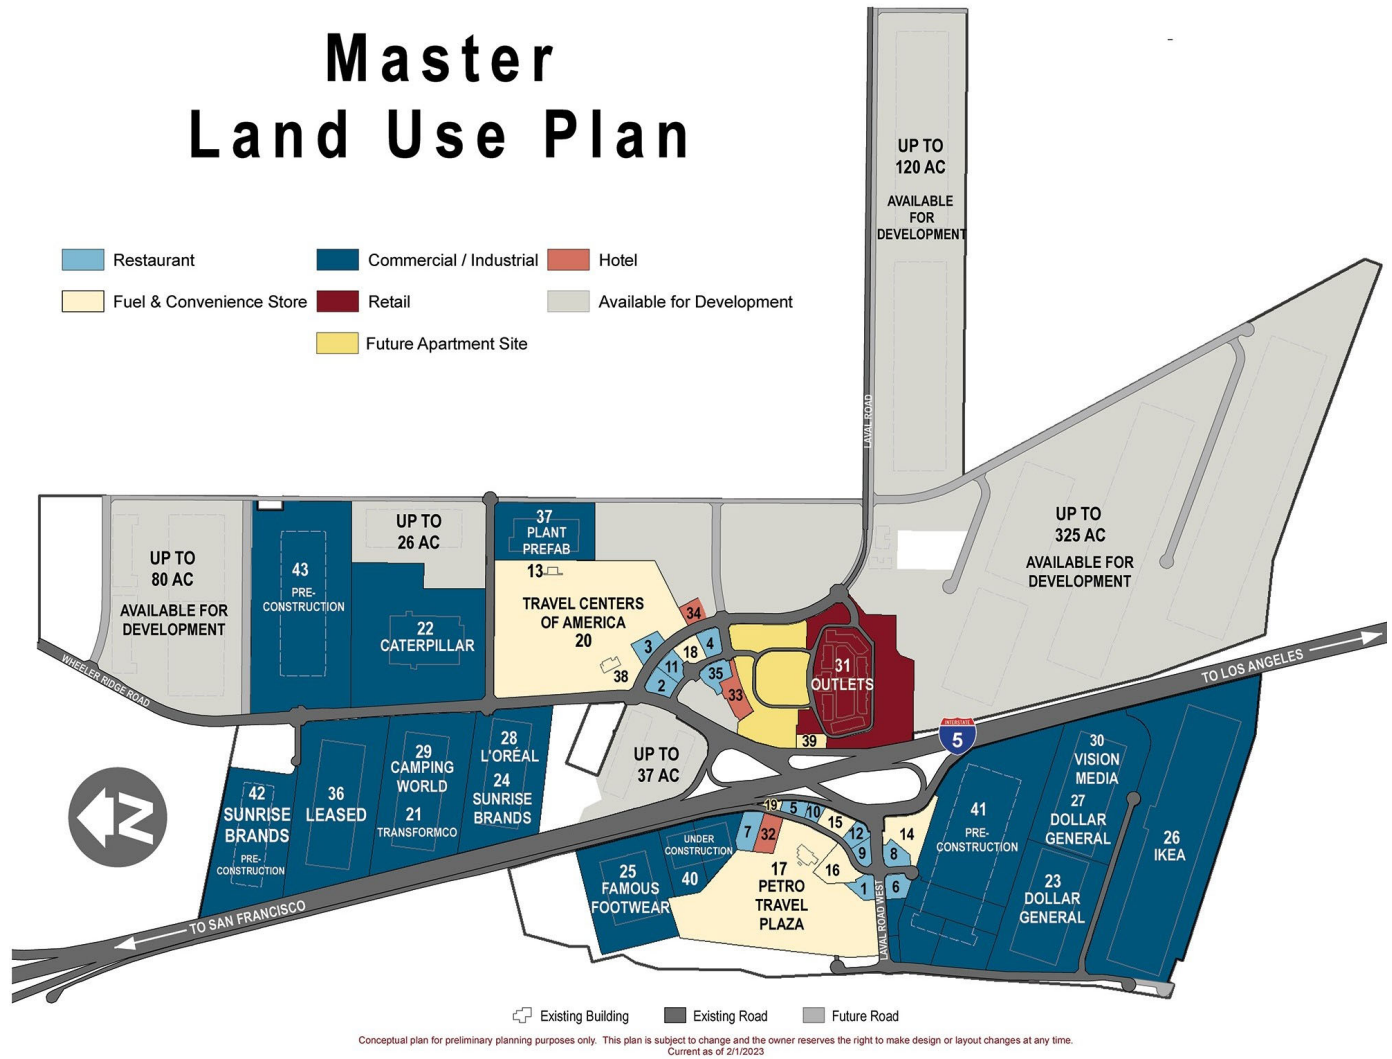 Master
Land Use Plan
Restaurant
Commercial / Industrial
Hotel
Fuel & Convenience Store
Retail
Available for Development
Future Apartment Site
UP TO
120 AC
AVAILABLE
FOR
DEVELOPMENT
LAVAL ROAD
UP TO
325 AC
AVAILABLE FOR
DEVELOPMENT
UP TO
80 AC
AVAILABLE FOR
DEVELOPMENT
43
PRE-
CONSTRUCTION
UP TO
26 AC
22
CATERPILLAR
37
PLANT
PREFAB
13
TRAVEL CENTERS
OF AMERICA
20
38
34
3
18
4
11
2
35
33
31
OUTLETS
39
WHEELER RIDGE ROAD
TO LOS ANGELES
INTERSTATE
5
UP TO
37 AC
42
SUNRISE
BRANDS
PRE-
CONSTRUCTION
36
LEASED
29
CAMPING
WORLD
21
TRANSFORMCO
28
L'ORÉAL
24
SUNRISE
BRANDS
N
TO SAN FRANCISCO
25
FAMOUS
FOOTWEAR
UNDER
CONSTRUCTION
40
7
32
19
5
10
15
12
9
14
8
16
1
6
17
PETRO
TRAVEL
PLAZA
LAVAL ROAD WEST
41
PRE-
CONSTRUCTION
30
VISION
MEDIA
27
DOLLAR
GENERAL
23
DOLLAR
GENERAL
26
IKEA
Existing Building
Existing Road
Future Road
Conceptual plan for preliminary planning purposes only. This plan is subject to change and the owner reserves the right to make design or layout changes at any time.
Current as of 2/1/2023